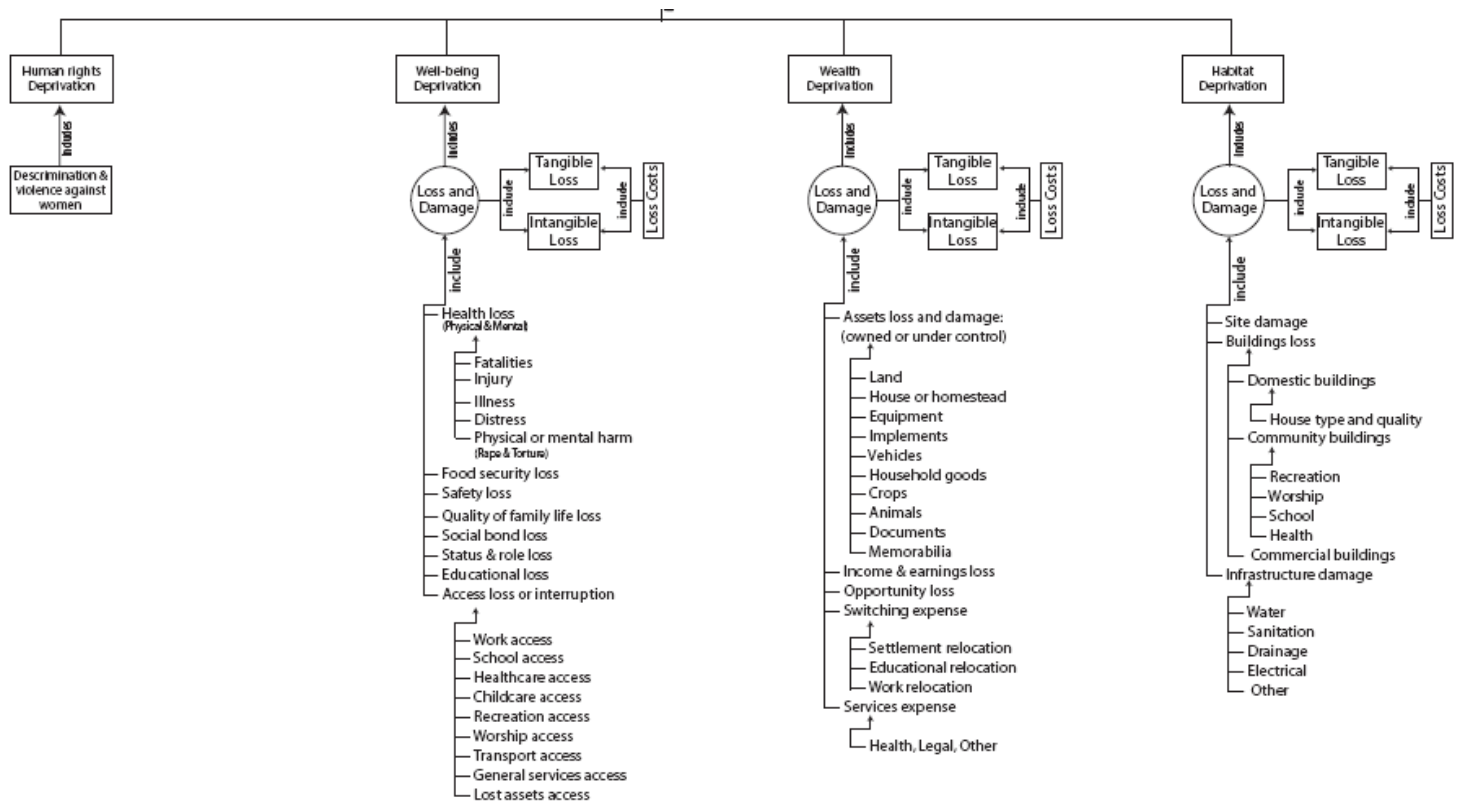 Human rights
Deprivation
Includes
Descrimination &
violence against
women
Well-being
Deprivation
Includes
Loss and
Damage
include
Tangible
Loss
Intangible
Loss
include
Loss Costs
include
Health loss
(Physical & Mental)
Fatalities
Injury
Illness
Distress
Physical or mental harm
(Rape & Torture)
Food security loss
Safety loss
Quality of family life loss
Social bond loss
Status & role loss
Educational loss
Access loss or interruption
Work access
School access
Healthcare access
Childcare access
Recreation access
Worship access
Transport access
General services access
Lost assets access
Wealth
Deprivation
Includes
Loss and
Damage
include
Tangible
Loss
Intangible
Loss
include
Loss Costs
include
Assets loss and damage:
(owned or under control)
Land
House or homestead
Equipment
Implements
Vehicles
Household goods
Crops
Animals
Documents
Memorabilia
Income & earnings loss
Opportunity loss
Switching expense
Settlement relocation
Educational relocation
Work relocation
Services expense
Health, Legal, Other
Habitat
Deprivation
Includes
Loss and
Damage
include
Tangible
Loss
Intangible
Loss
include
Loss Costs
include
Site damage
Buildings loss
Domestic buildings
House type and quality
Community buildings
Recreation
Worship
School
Health
Commercial buildings
Infrastructure damage
Water
Sanitation
Drainage
Electrical
Other